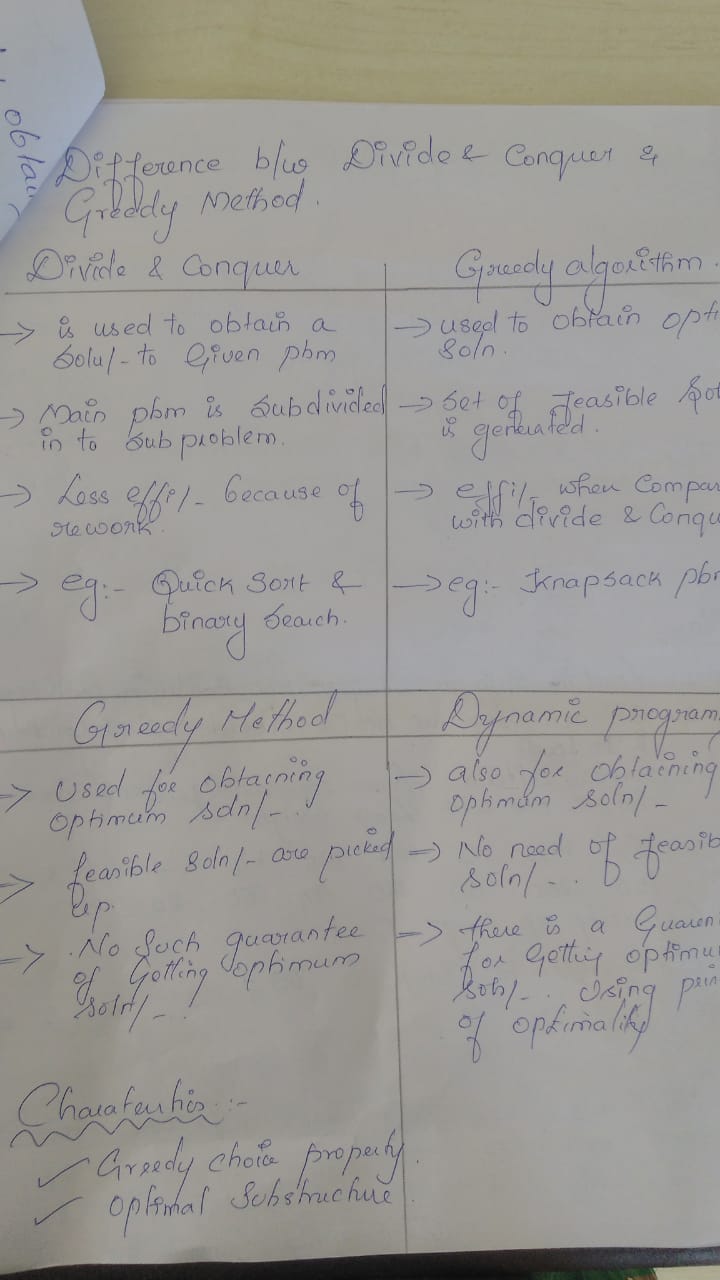 obtai
Difference b/w Divide & Conquer &
Greddy Method.
Divide & Conquer
→ is used to obtain a
Solu/- to Given pbm
→ Main pbm is Subdivided
in to Sub problem.
→ Less effi/- because of
rework.
→ eg:- Quick Sort &
binary Search.
Greedy algorithm.
→ used to obtain opti
Soln.
→ Set of feasible Sol
is generated.
→ effi/- when Compar
with divide & Conqu
→ eg:- Knapsack pbm
Greedy Method
→ Used for obtaining
optimum soln/-.
→ feasible Soln/- are picked
up.
→ .No Such guarantee
of Getting Optimum
Soln/-.
Dynamic program
→ also for obtaining
optimum soln/-
→ No need of feasib
soln/-.
→ there is a Guaren
for Getting optimu
Soln/-. Using prin
of optimality
:-
✓ Greedy choice property.
✓ optimal Substructure